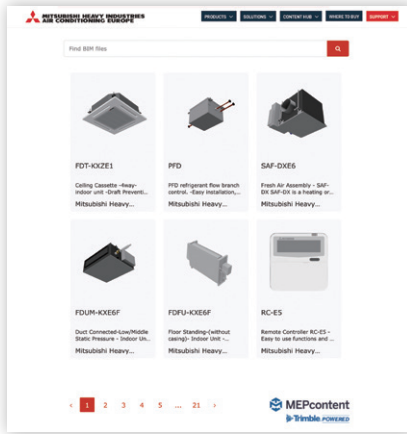 MITSUBISHI HEAVY INDUSTRIES
AIR CONDITIONING EUROPE
PRODUCTS SOLUTIONS CONTENT HUB WHERE TO BUY SUPPORT
Find BIM files
FDT-KXZE1 PFD SAF-DXE6
Ceiling Cassette -4way- PFD refrigerant flow branch Fresh Air Assembly - SAF-
indoor unit -Draft Preventi... control. -Easy installation,... DX SAF-DX is a heating or...
Mitsubishi Heavy... Mitsubishi Heavy... Mitsubishi Heavy...
FDUM-KXE6F FDFU-KXE6F RC-E5
Duct Connected-Low/Middle Floor Standing-(without Remote Controller RC-E5 -
Static Pressure - Indoor Un... casing)- Indoor Unit -... Easy to use functions and ...
Mitsubishi Heavy... Mitsubishi Heavy... Mitsubishi Heavy...
‹ 1 2 3 4 5 ... 21 ›
MEPcontent
Trimble. POWERED